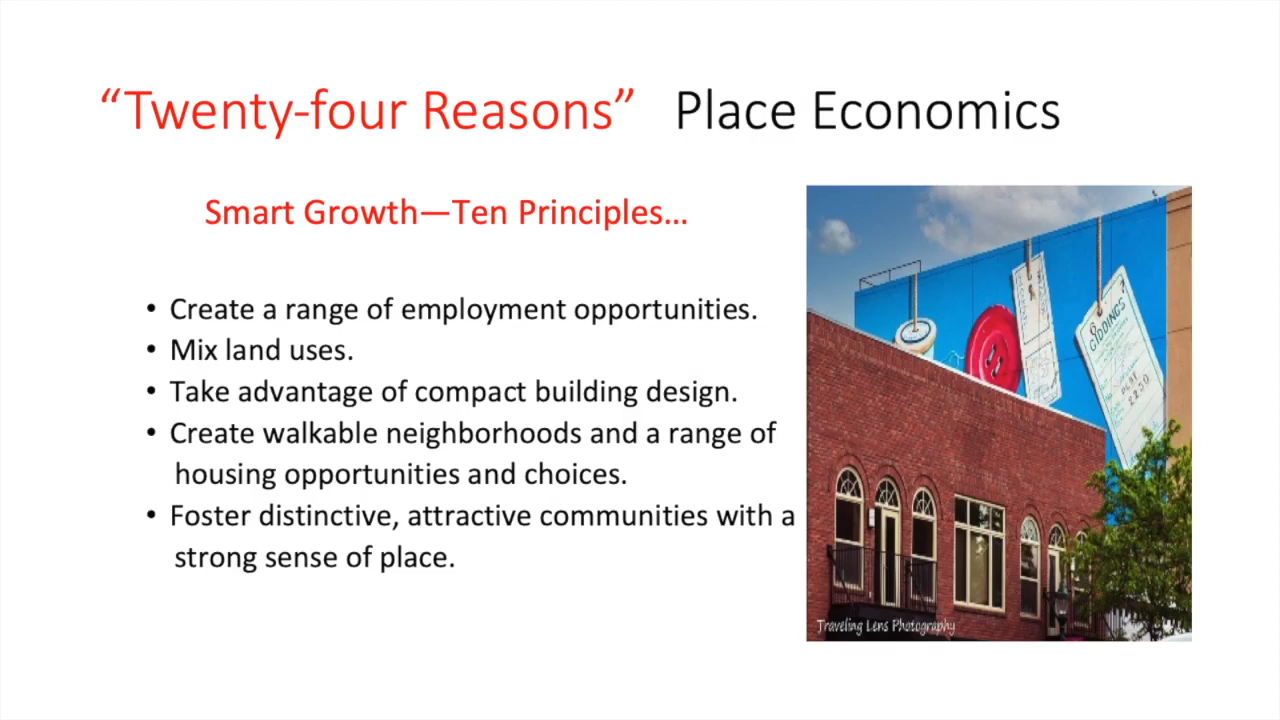 “Twenty-four Reasons” Place Economics
Smart Growth—Ten Principles...
• Create a range of employment opportunities.
• Mix land uses.
• Take advantage of compact building design.
• Create walkable neighborhoods and a range of
housing opportunities and choices.
• Foster distinctive, attractive communities with a
strong sense of place.
GIDDINGS
Traveling Lens Photography